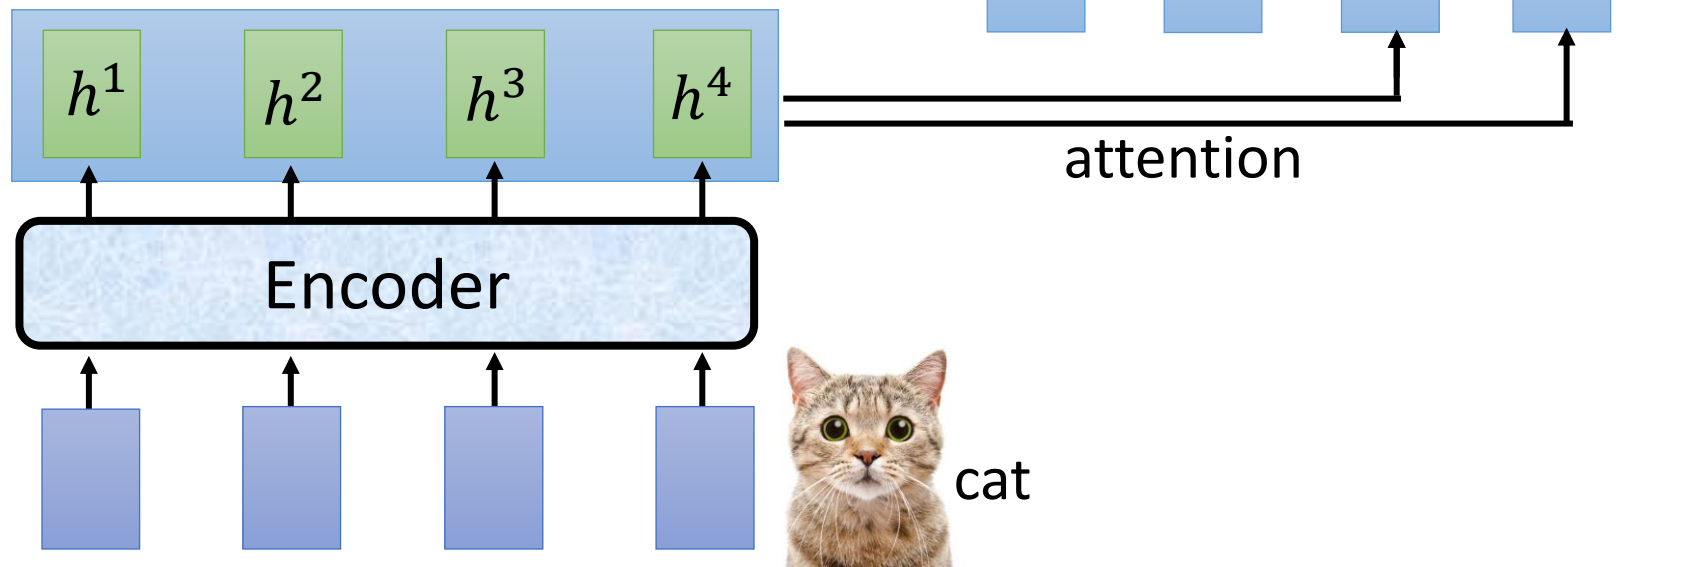 h¹ h² h³ h⁴
attention
Encoder
cat